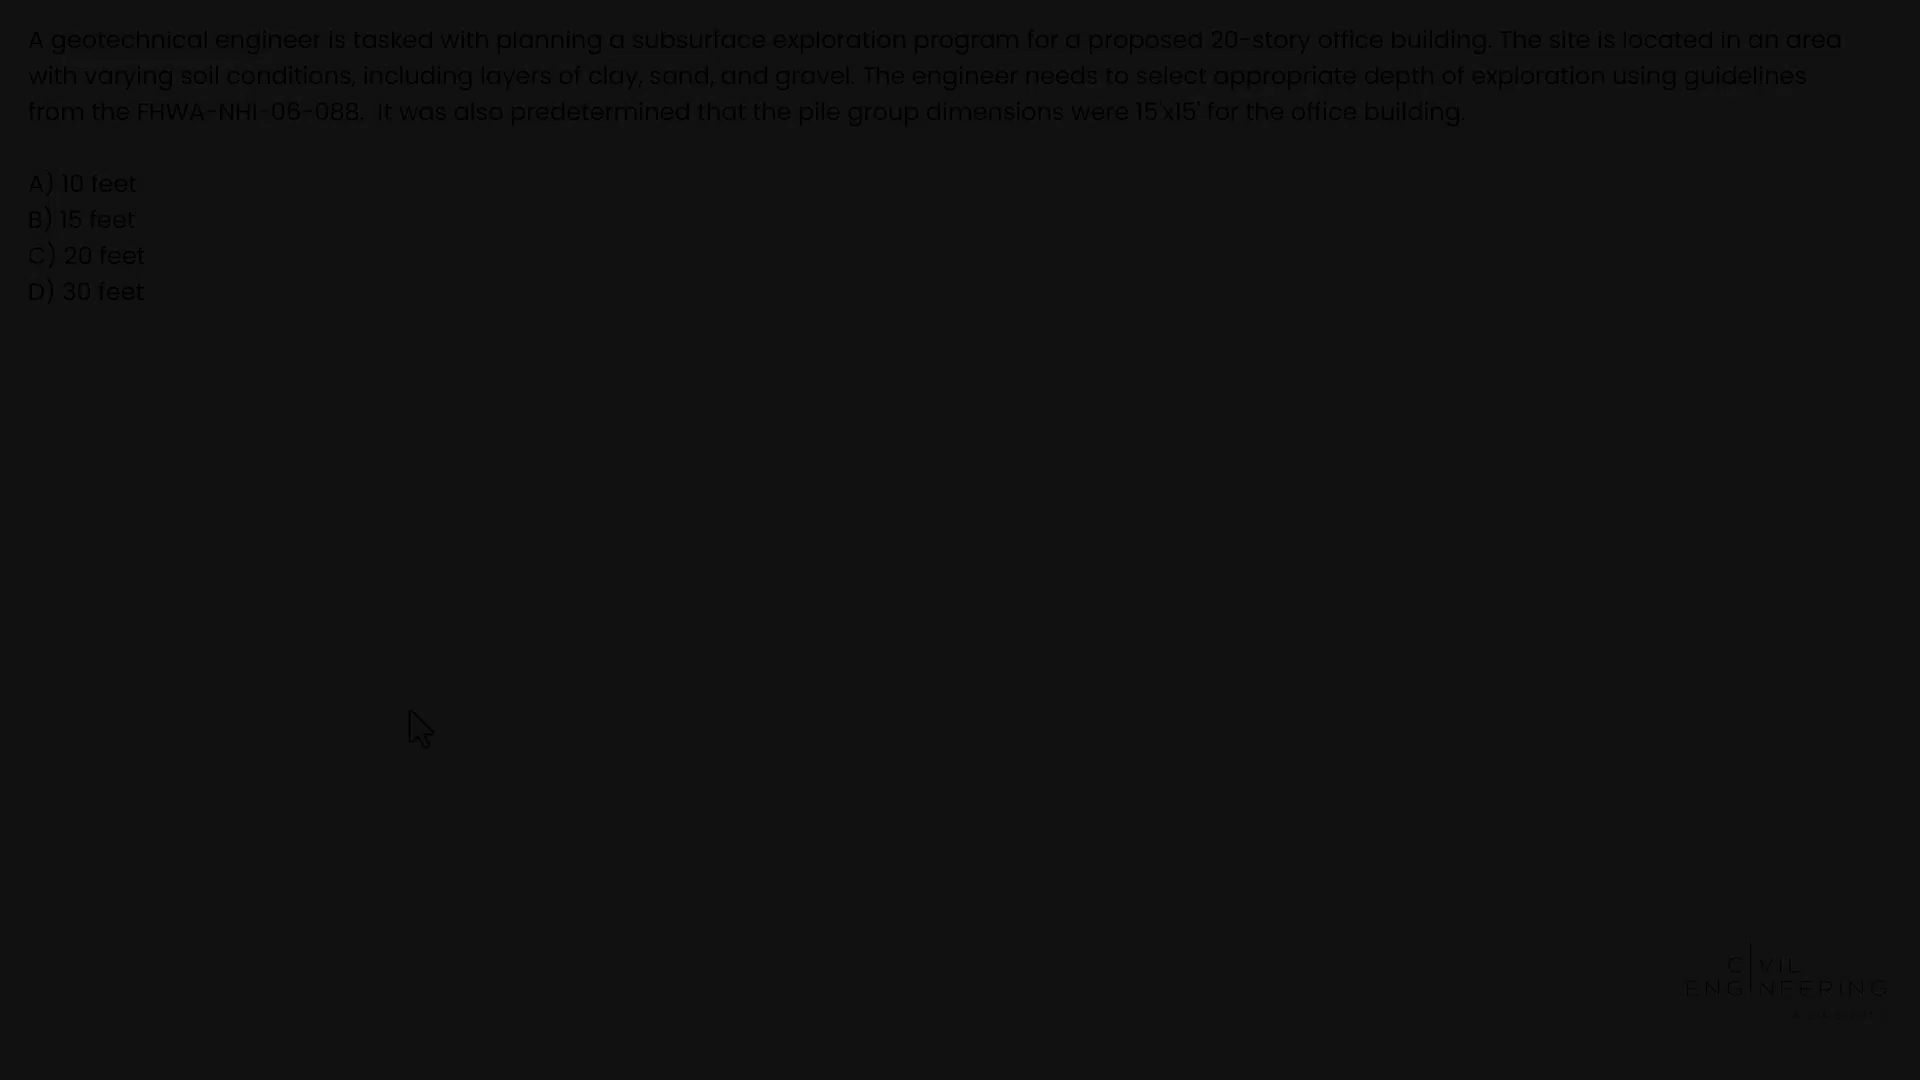 A geotechnical engineer is tasked with planning a subsurface exploration program for a proposed 20-story office building. The site is located in an area
with varying soil conditions, including layers of clay, sand, and gravel. The engineer needs to select appropriate depth of exploration using guidelines
from the FHWA-NHI-06-088.  It was also predetermined that the pile group dimensions were 15'x15' for the office building.
A) 10 feet
B) 15 feet
C) 20 feet
D) 30 feet
CIVIL
ENGINEERING